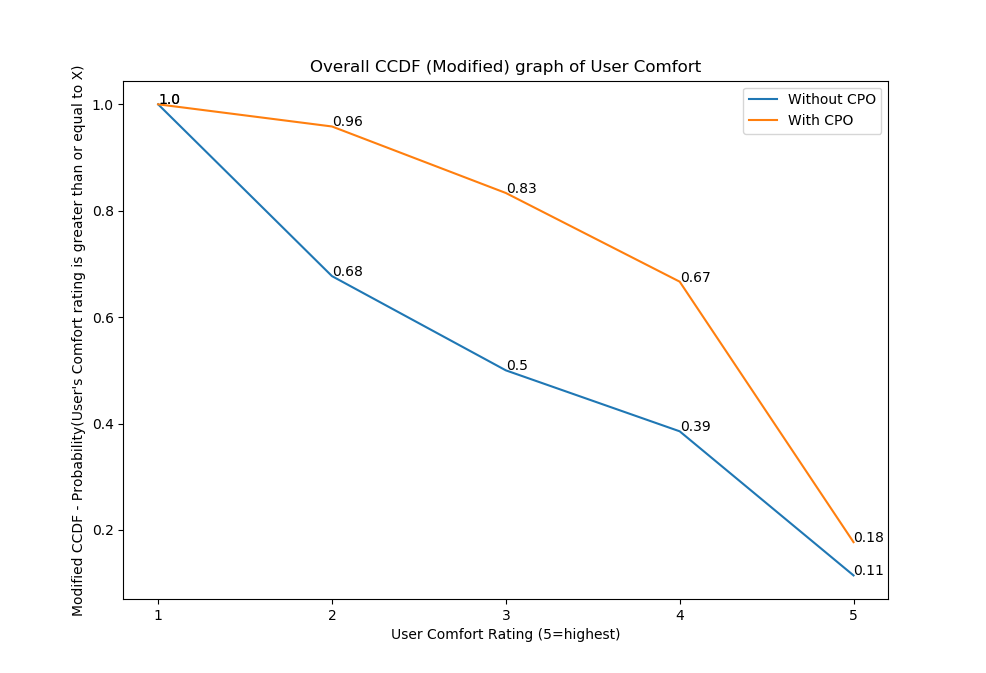 Overall CCDF (Modified) graph of User Comfort
Modified CCDF - Probability(User's Comfort rating is greater than or equal to X)
1.0
0.8
0.6
0.4
0.2
Without CPO
With CPO
1.0
1.0
0.96
0.83
0.67
0.18
0.68
0.5
0.39
0.11
1 2 3 4 5
User Comfort Rating (5=highest)